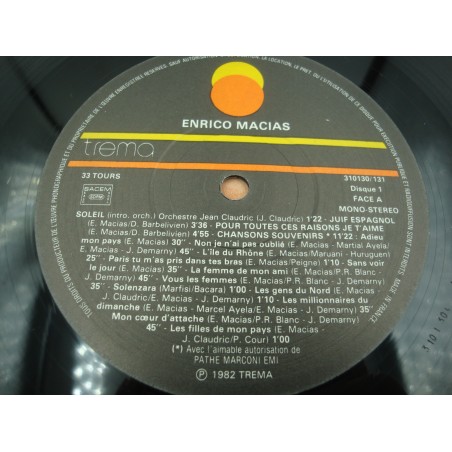 ENRICO MACIAS
trema
33 TOURS
310130/131
Disque 1
SACEM
FACE A
MONO-STEREO
SOLEIL (intro. orch.) Orchestre Jean Claudric (J. Claudric) 1'22 - JUIF ESPAGNOL
(E. Macias/D. Barbelivien) 3'36 - POUR TOUTES CES RAISONS JE T'AIME
(E. Macias/D. Barbelivien) 4'55 - CHANSONS SOUVENIRS * 11'22 : Adieu
mon pays (E. Macias) 30'' - Non je n'ai pas oublié (E. Macias - Martial Ayela/
J. Demarny) 45'' - L'île du Rhône (E. Macias/Maruani - Huruguen)
25'' - Paris tu m'as pris dans tes bras (E. Macias/Peigne) 1'10 - Sans voir
le jour (E. Macias) 35'' - La femme de mon ami (E. Macias/P.R. Blanc -
J. Demarny) 45'' - Vous les femmes (E. Macias/P.R. Blanc - J. Demarny)
35'' - Solenzara (Marfisi/Bacara) 1'00 - Les gens du Nord (E. Macias -
J. Claudric/E. Macias - J. Demarny) 1'10 - Les millionnaires du
dimanche (E. Macias - Marcel Ayela/E. Macias - J. Demarny) 35''
Mon cœur d'attache (E. Macias/P.R. Blanc - J. Demarny)
45'' - Les filles de mon pays (E. Macias -
J. Claudric/P. Cour) 1'00
(*) Avec l'aimable autorisation de
PATHE MARCONI EMI
℗ 1982 TREMA